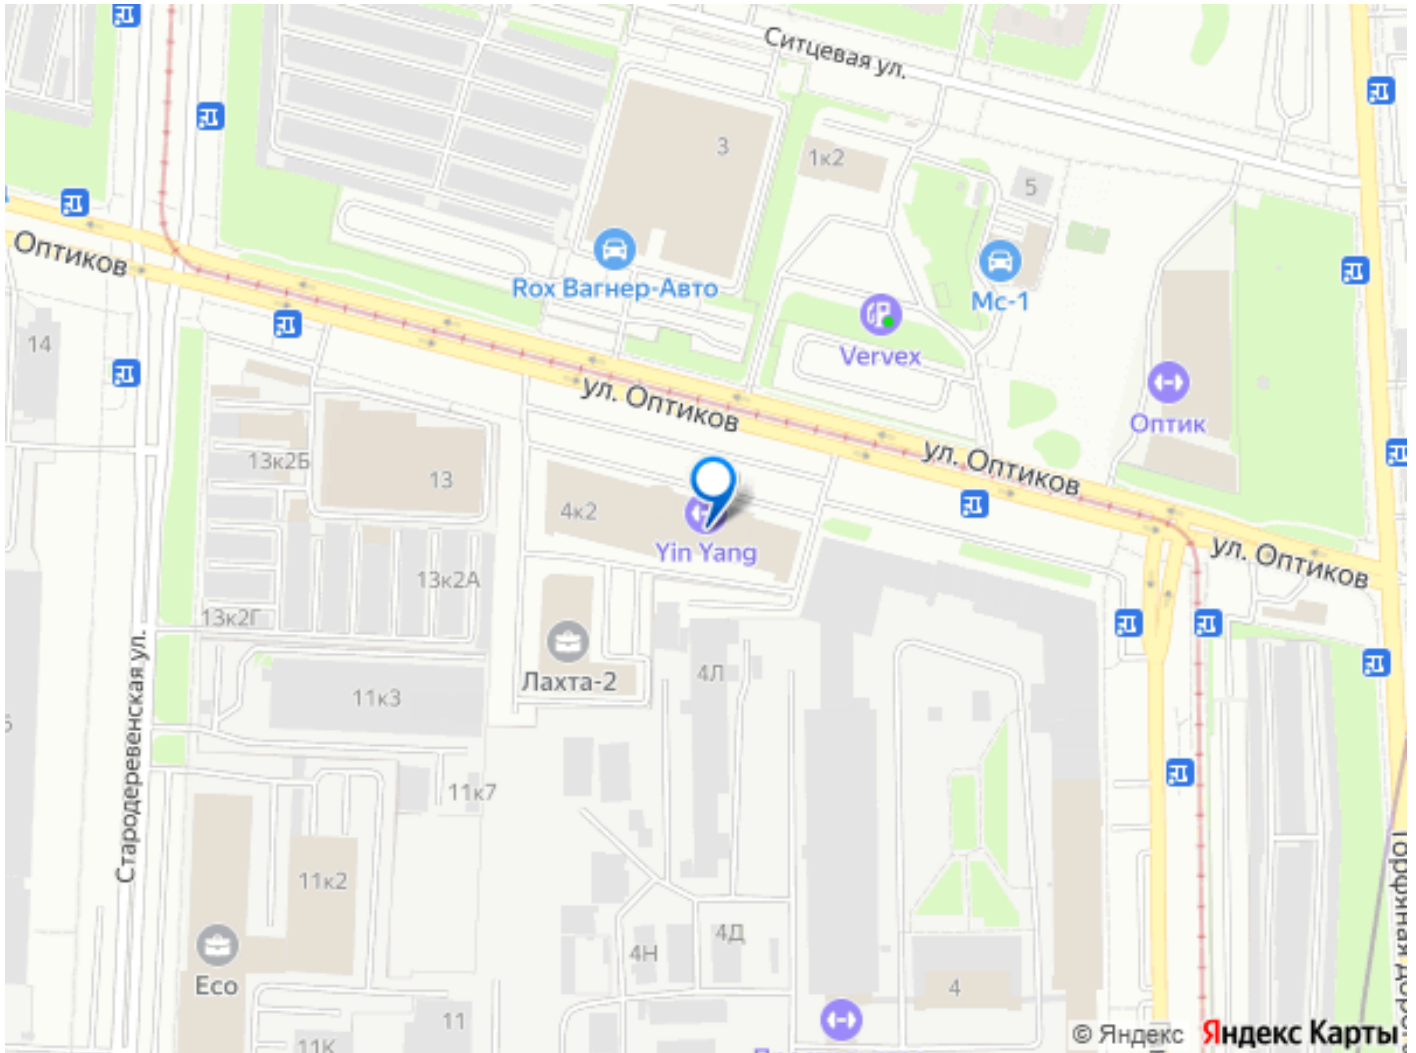 Ситцевая ул.
3
1к2
5
Оптиков
Rox Вагнер-Авто
Мс-1
14
Vervex
ул. Оптиков
Оптик
ул. Оптиков
13к2Б
13
4к2
Yin Yang
ул. Оптиков
13к2А
13к2Г
Стародеревенская ул.
Лахта-2
4Л
11к3
11к7
11к2
4Д
4Н
Eco
4
11
11К
© Яндекс
Яндекс Карты